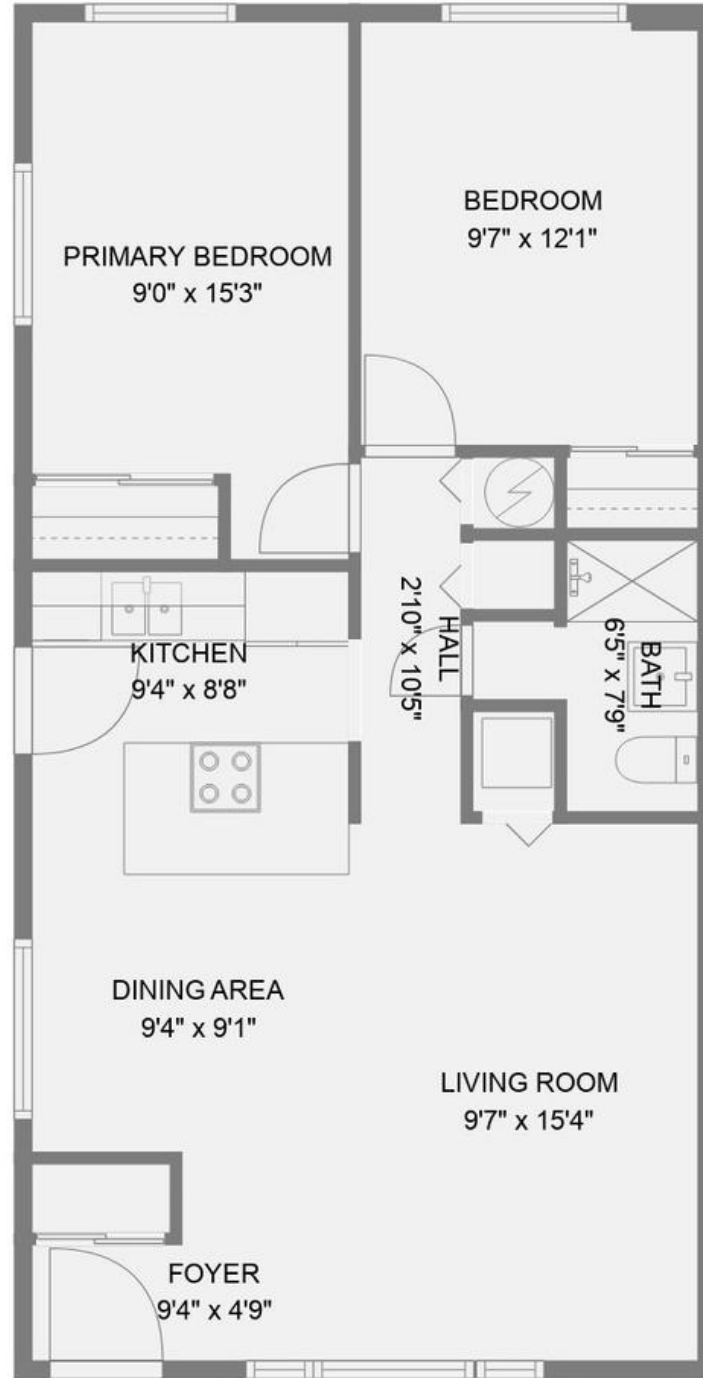 BEDROOM
9'7" x 12'1"
PRIMARY BEDROOM
9'0" x 15'3"
HALL
2'10" x 10'5"
BATH
6'5" x 7'9"
KITCHEN
9'4" x 8'8"
DINING AREA
9'4" x 9'1"
LIVING ROOM
9'7" x 15'4"
FOYER
9'4" x 4'9"